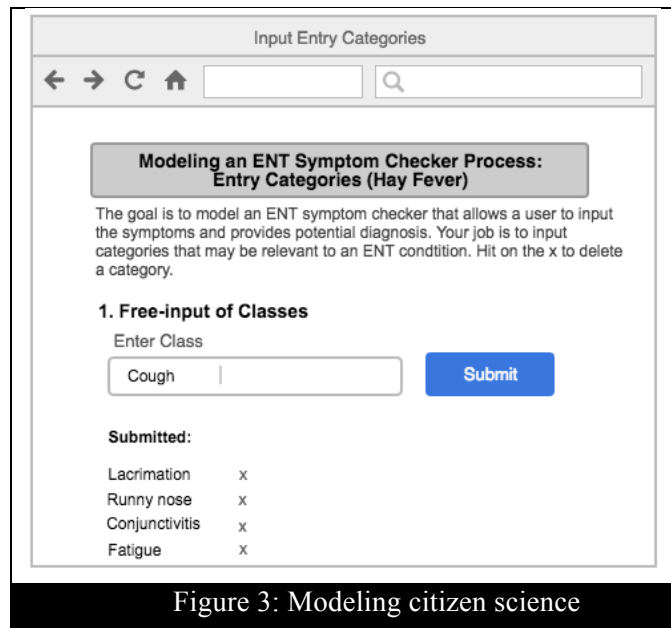 Input Entry Categories
Modeling an ENT Symptom Checker Process:
Entry Categories (Hay Fever)
The goal is to model an ENT symptom checker that allows a user to input
the symptoms and provides potential diagnosis. Your job is to input
categories that may be relevant to an ENT condtition. Hit on the x to delete
a category.
1. Free-input of Classes
Enter Class
Cough
Submit
Submitted:
Lacrimation x
Runny nose x
Conjunctivitis x
Fatigue x
Figure 3: Modeling citizen science